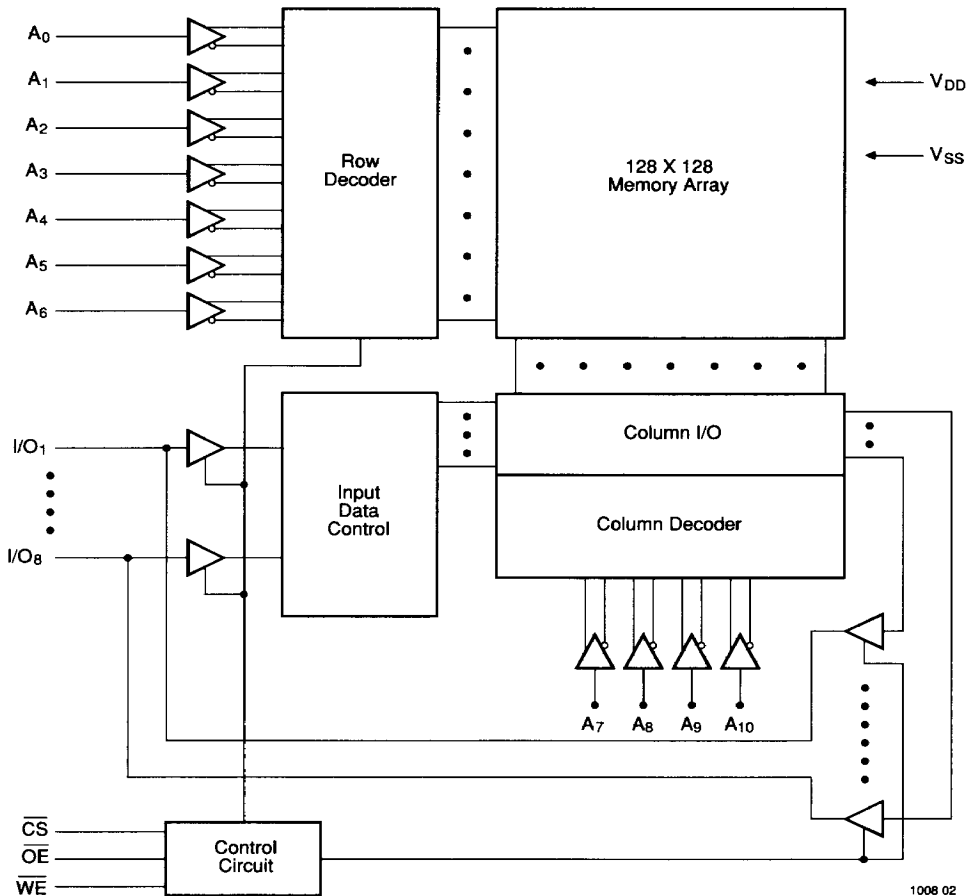 A0
A1
A2
A3
A4
A5
A6
Row
Decoder
128 X 128
Memory Array
VDD
VSS
I/O1
I/O8
Input
Data
Control
Column I/O
Column Decoder
A7 A8 A9 A10
CS
OE
WE
Control
Circuit
1008 02